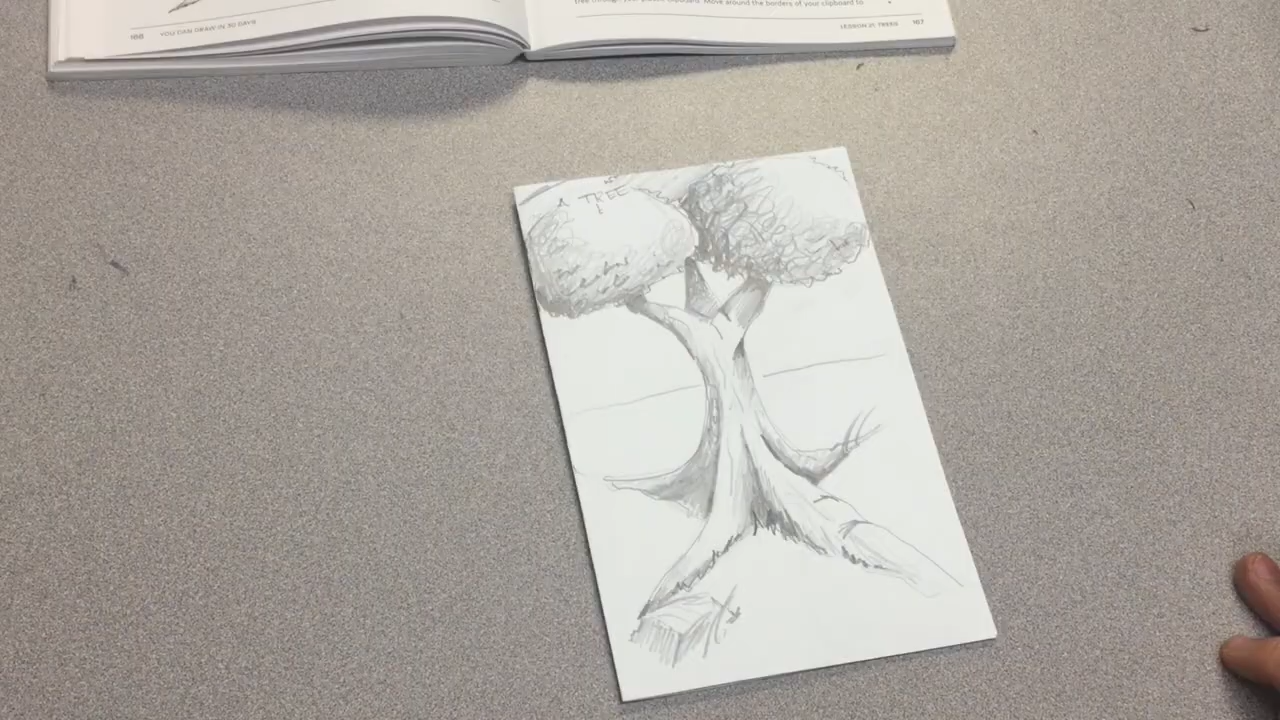 168 YOU CAN DRAW IN 30 DAYS
tree through your picture clipboard. Move around the borders of your clipboard to
LESSON 21: TREES 167
A TREE